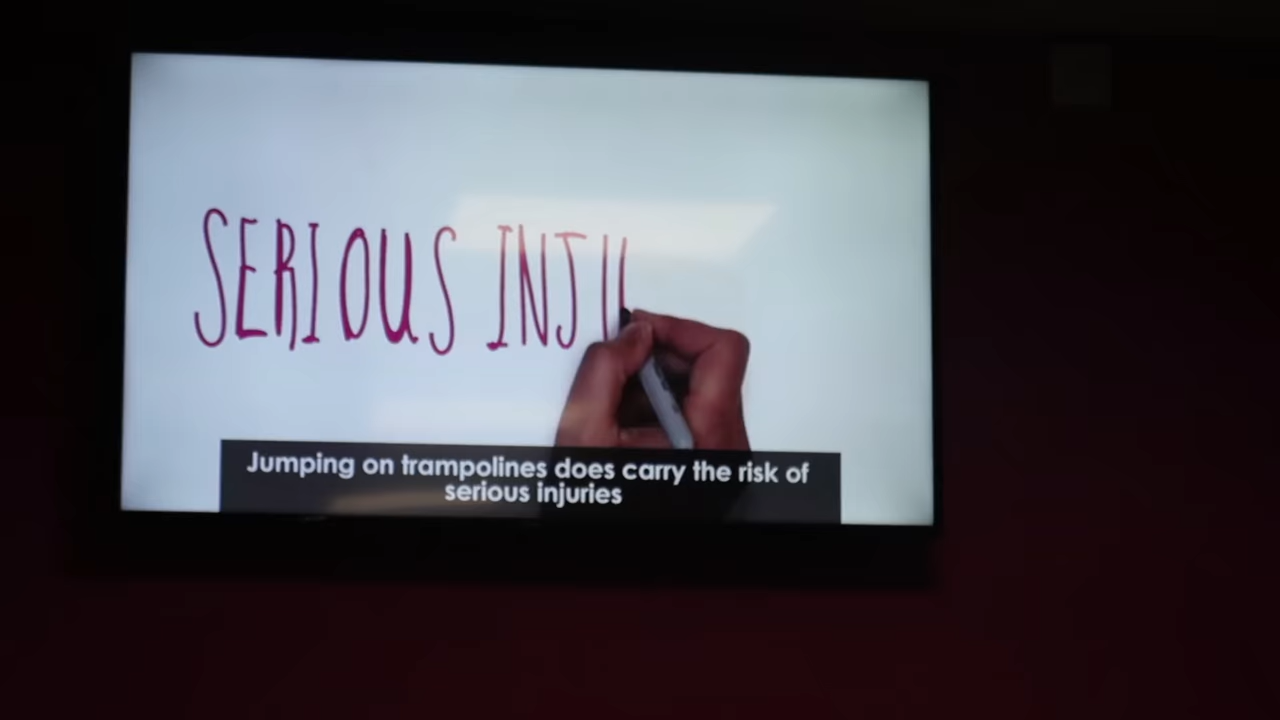 SERIOUS INJU
Jumping on trampolines does carry the risk of
serious injuries